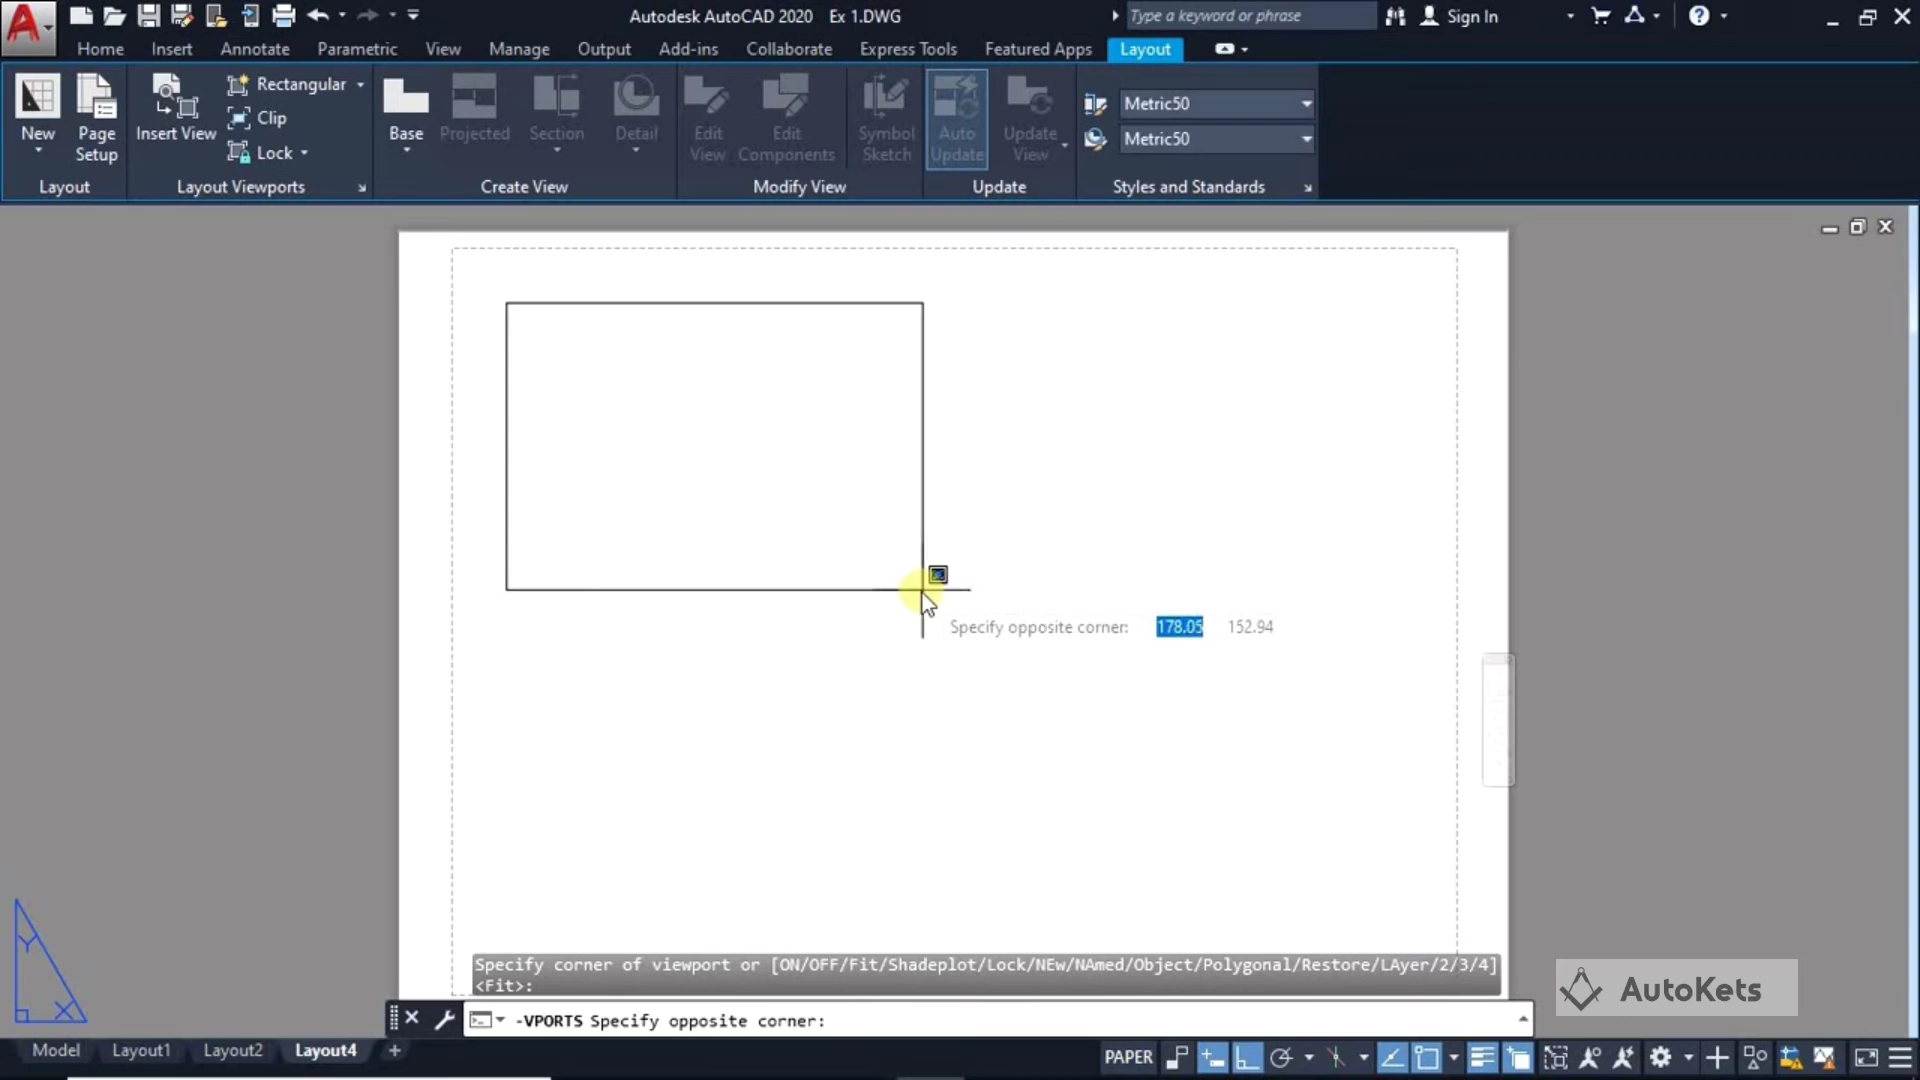 Autodesk AutoCAD 2020 Ex 1.DWG
Type a keyword or phrase
Sign In
Home Insert Annotate Parametric View Manage Output Add-ins Collaborate Express Tools Featured Apps Layout
New
Page Setup
Insert View
Rectangular
Clip
Lock
Base
Projected
Section
Detail
Edit View
Edit Components
Symbol Sketch
Auto Update
Update View
Metric50
Metric50
Layout
Layout Viewports
Create View
Modify View
Update
Styles and Standards
Specify opposite corner: 178.05 152.94
Specify corner of viewport or [ON/OFF/Fit/Shadeplot/Lock/NEw/NAmed/Object/Polygonal/Restore/LAyer/2/3/4]
<Fit>:
-VPORTS Specify opposite corner:
Y
X
AutoKets
Model Layout1 Layout2 Layout4
PAPER